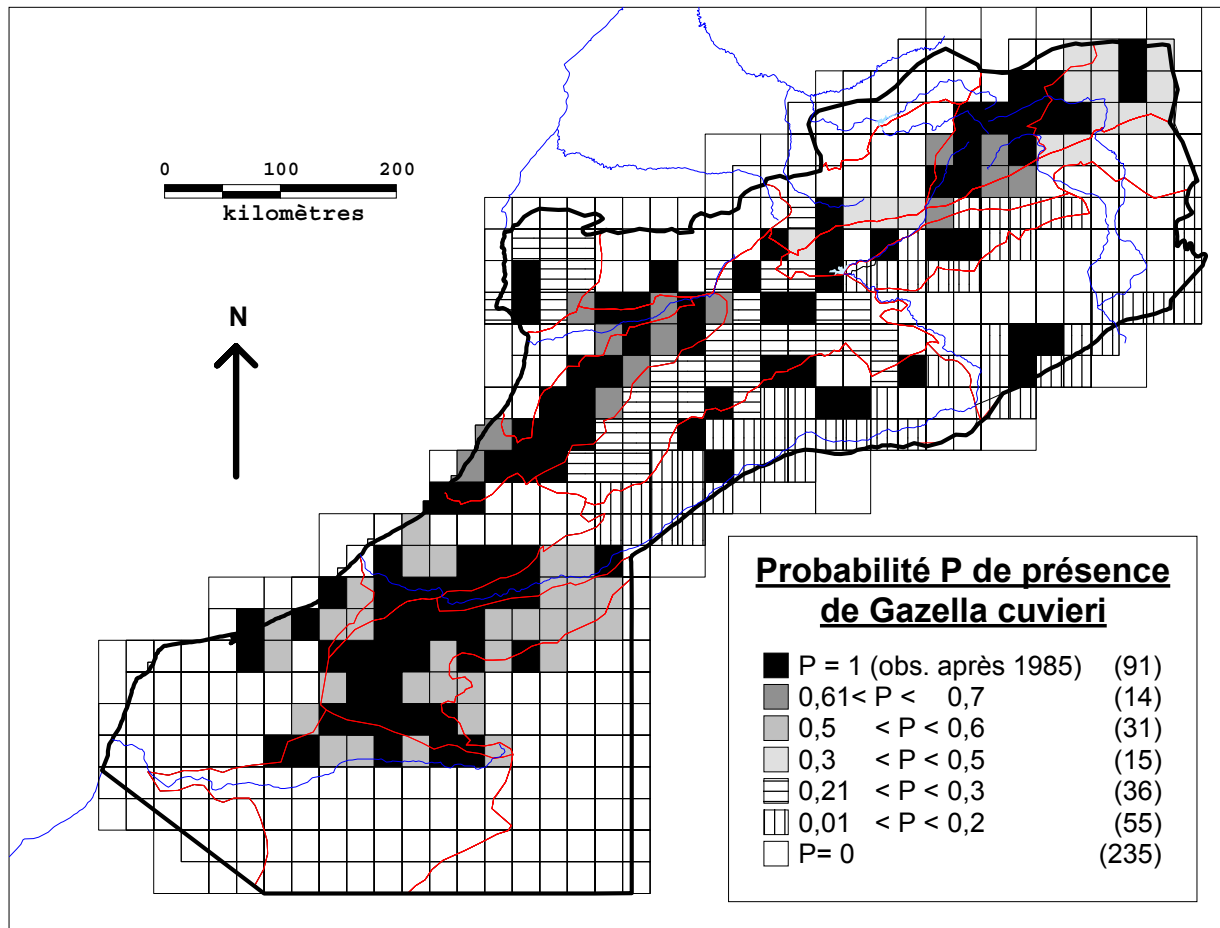 0 100 200
kilomètres
N
Probabilité P de présence
de Gazella cuvieri
P = 1 (obs. après 1985) (91)
0,61< P < 0,7 (14)
0,5 < P < 0,6 (31)
0,3 < P < 0,5 (15)
0,21 < P < 0,3 (36)
0,01 < P < 0,2 (55)
P= 0 (235)